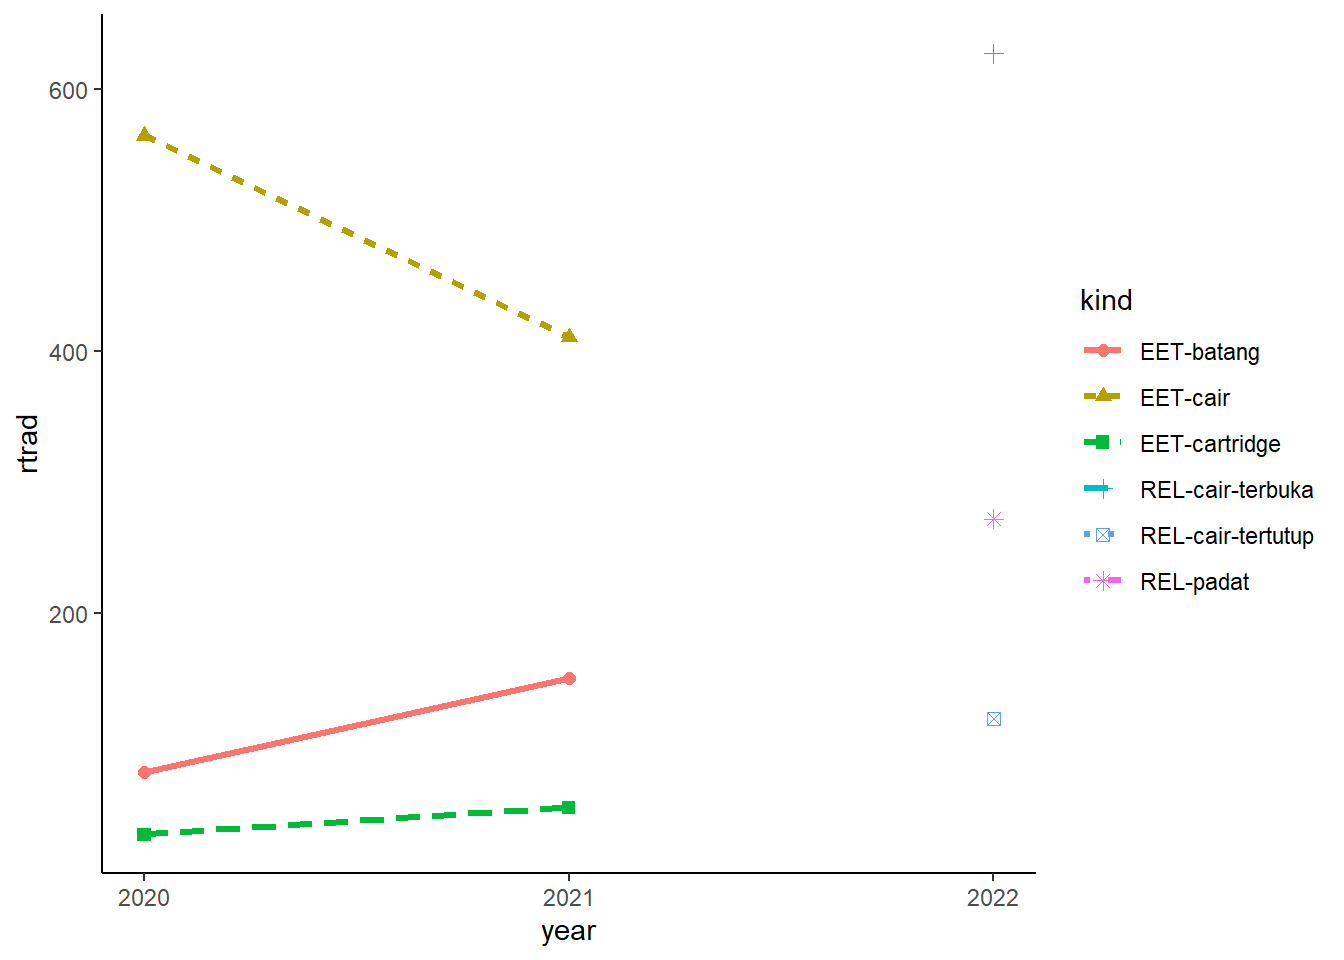 600
400
200
rtrad
2020
2021
2022
year
kind
EET-batang
EET-cair
EET-cartridge
REL-cair-terbuka
REL-cair-tertutup
REL-padat